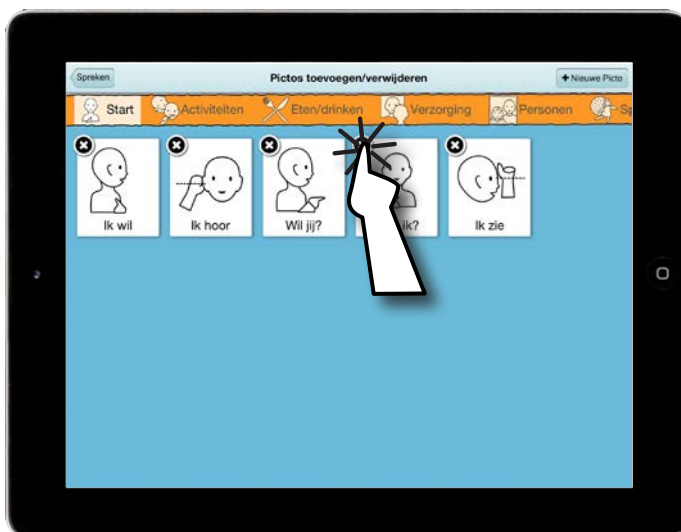 Spreken
Pictos toevoegen/verwijderen
+ Nieuwe Picto
Start
Activiteiten
Eten/drinken
Verzorging
Personen
Ik wil
Ik hoor
Wil jij?
ik?
Ik zie